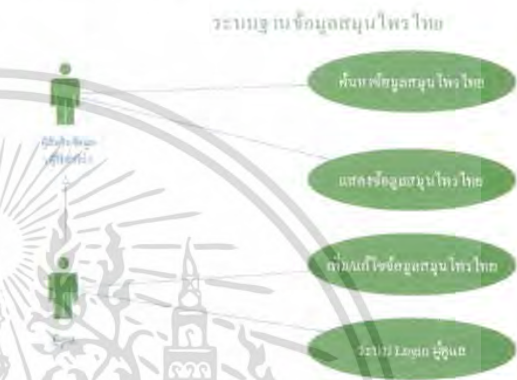 ระบบฐานข้อมูลสมุนไพรไทย
ค้นหาข้อมูลสมุนไพรไทย
แสดงข้อมูลสมุนไพรไทย
เพิ่ม/แก้ไขข้อมูลสมุนไพรไทย
ระบบ Login ผู้ดูแล